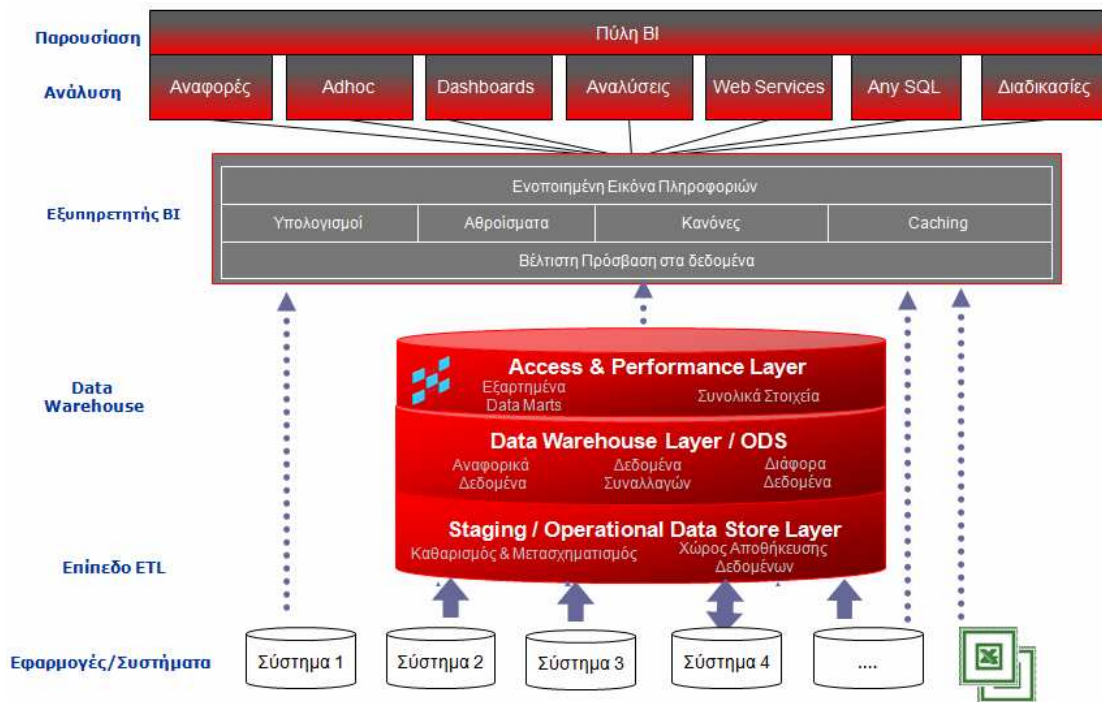 Παρουσίαση
Πύλη BI
Ανάλυση
Αναφορές
Adhoc
Dashboards
Αναλύσεις
Web Services
Any SQL
Διαδικασίες
Εξυπηρετητής BI
Ενοποιημένη Εικόνα Πληροφοριών
Υπολογισμοί
Αθροίσματα
Κανόνες
Caching
Βέλτιστη Πρόσβαση στα δεδομένα
Data
Warehouse
Access & Performance Layer
Εξαρτημένα
Data Marts
Συνολικά Στοιχεία
Data Warehouse Layer / ODS
Αναφορικά
Δεδομένα
Δεδομένα
Συναλλαγών
Διάφορα
Δεδομένα
Επίπεδο ETL
Staging / Operational Data Store Layer
Καθαρισμός & Μετασχηματισμός
Χώρος Αποθήκευσης
Δεδομένων
Εφαρμογές/Συστήματα
Σύστημα 1
Σύστημα 2
Σύστημα 3
Σύστημα 4
....